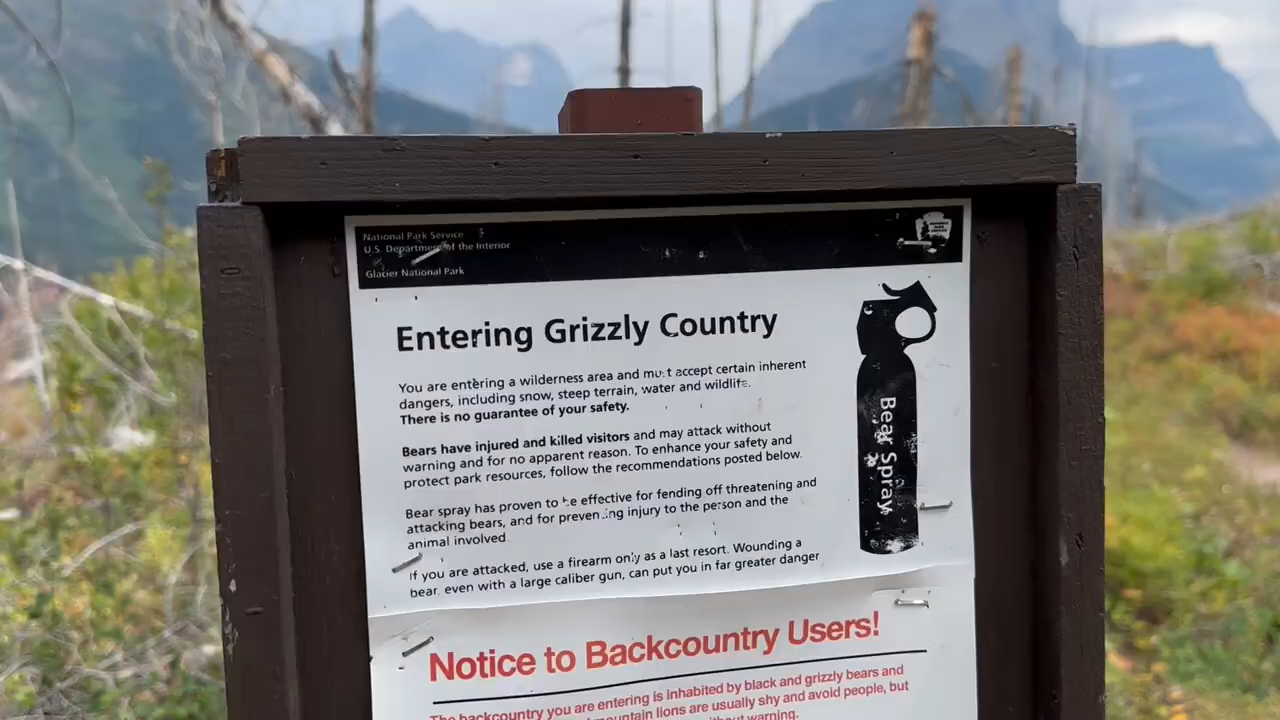 National Park Service
U.S. Department of the Interior
Glacier National Park
Entering Grizzly Country
You are entering a wilderness area and must accept certain inherent
dangers, including snow, steep terrain, water and wildlife.
There is no guarantee of your safety.
Bears have injured and killed visitors and may attack without
warning and for no apparent reason. To enhance your safety and
protect park resources, follow the recommendations posted below.
Bear spray has proven to be effective for fending off threatening and
attacking bears, and for preventing injury to the person and the
animal involved
If you are attacked, use a firearm only as a last resort. Wounding a
bear, even with a large caliber gun, can put you in far greater danger
Bear Spray
Notice to Backcountry Users!
The backcountry you are entering is inhabited by black and grizzly bears and
mountain lions are usually shy and avoid people, but
without warning.